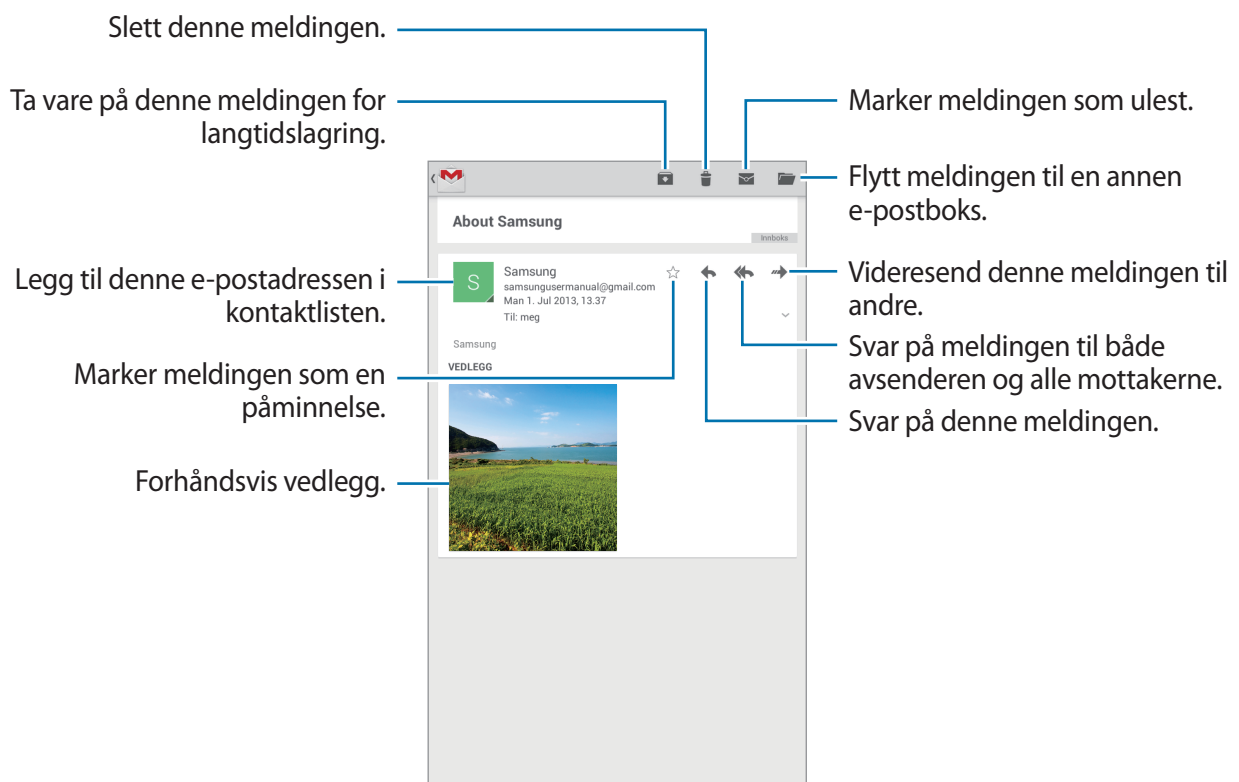 Slett denne meldingen.
Ta vare på denne meldingen for
langtidslagring.
Marker meldingen som ulest.
Flytt meldingen til en annen
e-postboks.
About Samsung
Innboks
Legg til denne e-postadressen i
kontaktlisten.
S
Samsung
samsungusermanual@gmail.com
Man 1. Jul 2013, 13.37
Til: meg
Videresend denne meldingen til
andre.
Samsung
VEDLEGG
Marker meldingen som en
påminnelse.
Svar på meldingen til både
avsenderen og alle mottakerne.
Svar på denne meldingen.
Forhåndsvis vedlegg.